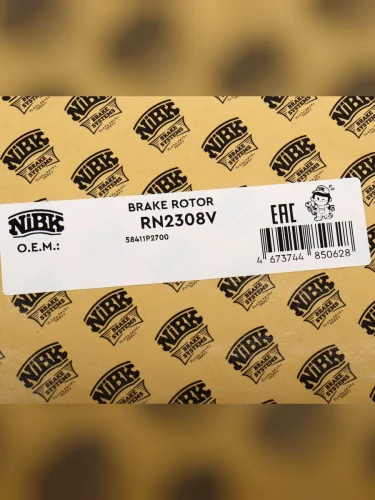 NiBK
BRAKE ROTOR
RN2308V
O.E.M.:
58411P2700
EAC
4 673744 850628
NiBK
BRAKE
SYSTEMS